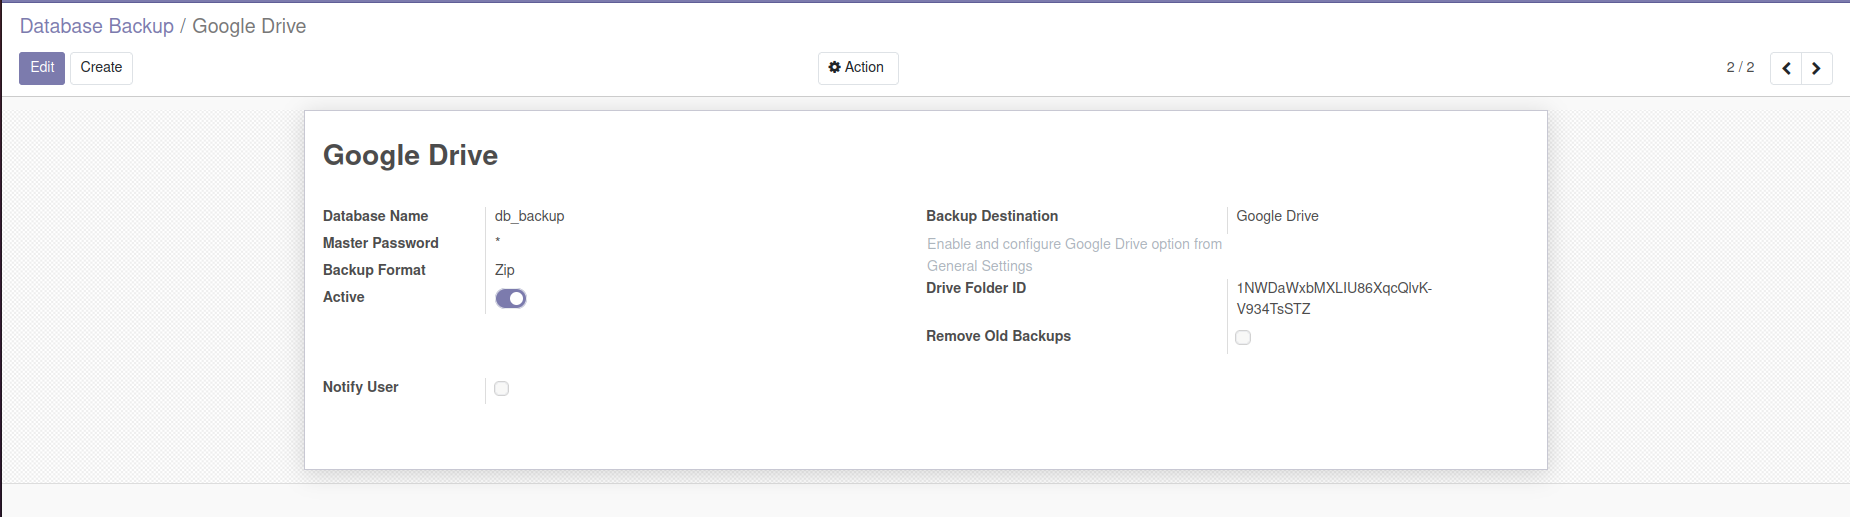 Database Backup / Google Drive
Edit Create Action 2 / 2
Google Drive
Database Name db_backup
Master Password *
Backup Format Zip
Active
Notify User
Backup Destination Google Drive
Enable and configure Google Drive option from
General Settings
Drive Folder ID 1NWDaWxbMXLIU86XqcQlvK-
V934TsSTZ
Remove Old Backups